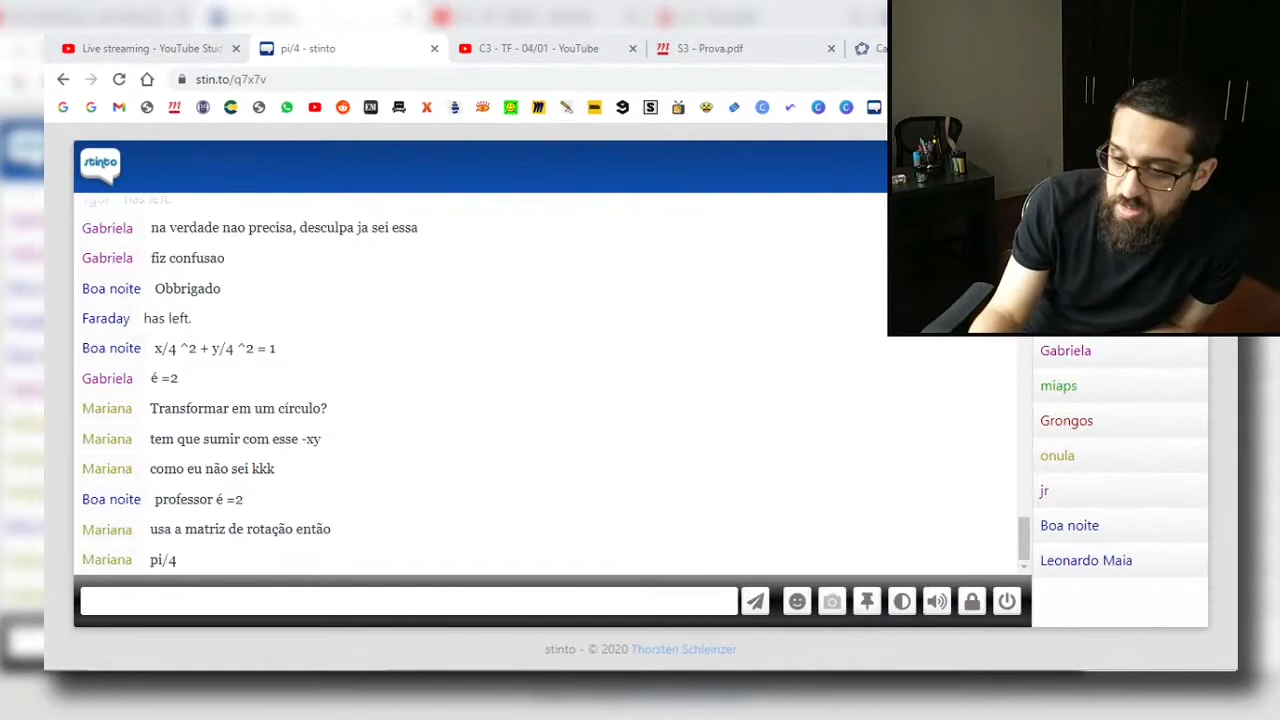 Live streaming - YouTube Stud
pi/4 - stinto
C3 - TF - 04/01 - YouTube
S3 - Prova.pdf
Ca
stin.to/q7x7v
stinto
Ygor has left.
Gabriela na verdade nao precisa, desculpa ja sei essa
Gabriela fiz confusao
Boa noite Obbrigado
Faraday has left.
Boa noite x/4 ^2 + y/4 ^2 = 1
Gabriela é =2
Mariana Transformar em um círculo?
Mariana tem que sumir com esse -xy
Mariana como eu não sei kkk
Boa noite professor é =2
Mariana usa a matriz de rotação então
Mariana pi/4
Gabriela
miaps
Grongos
onula
jr
Boa noite
Leonardo Maia
stinto - © 2020 Thorsten Schleinzer